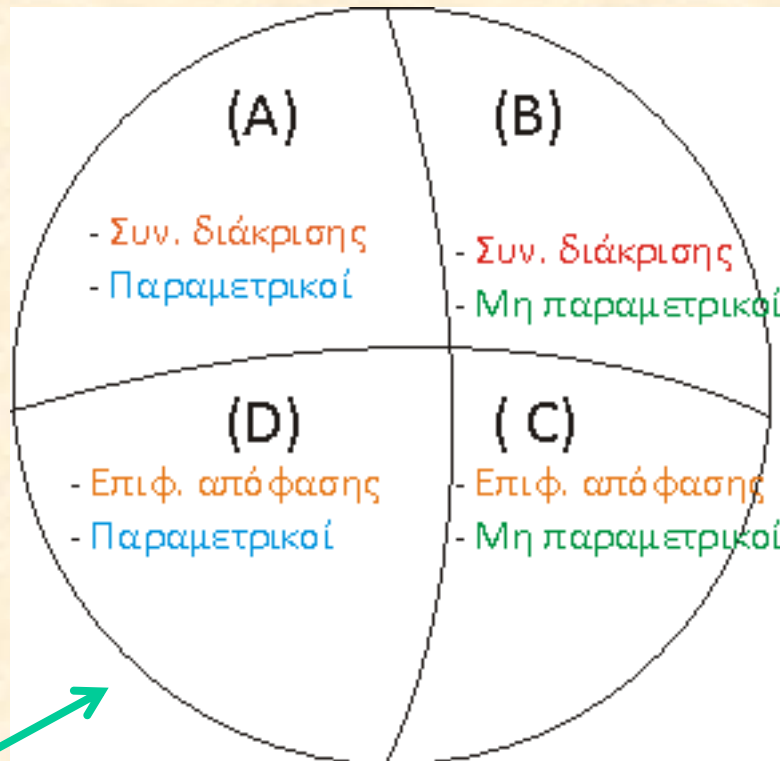 (A)
- Συν. διάκρισης
- Παραμετρικοί
(B)
- Συν. διάκρισης
- Μη παραμετρικοί
(D)
- Επιφ. απόφασης
- Παραμετρικοί
( C)
- Επιφ. απόφασης
- Μη παραμετρικοί